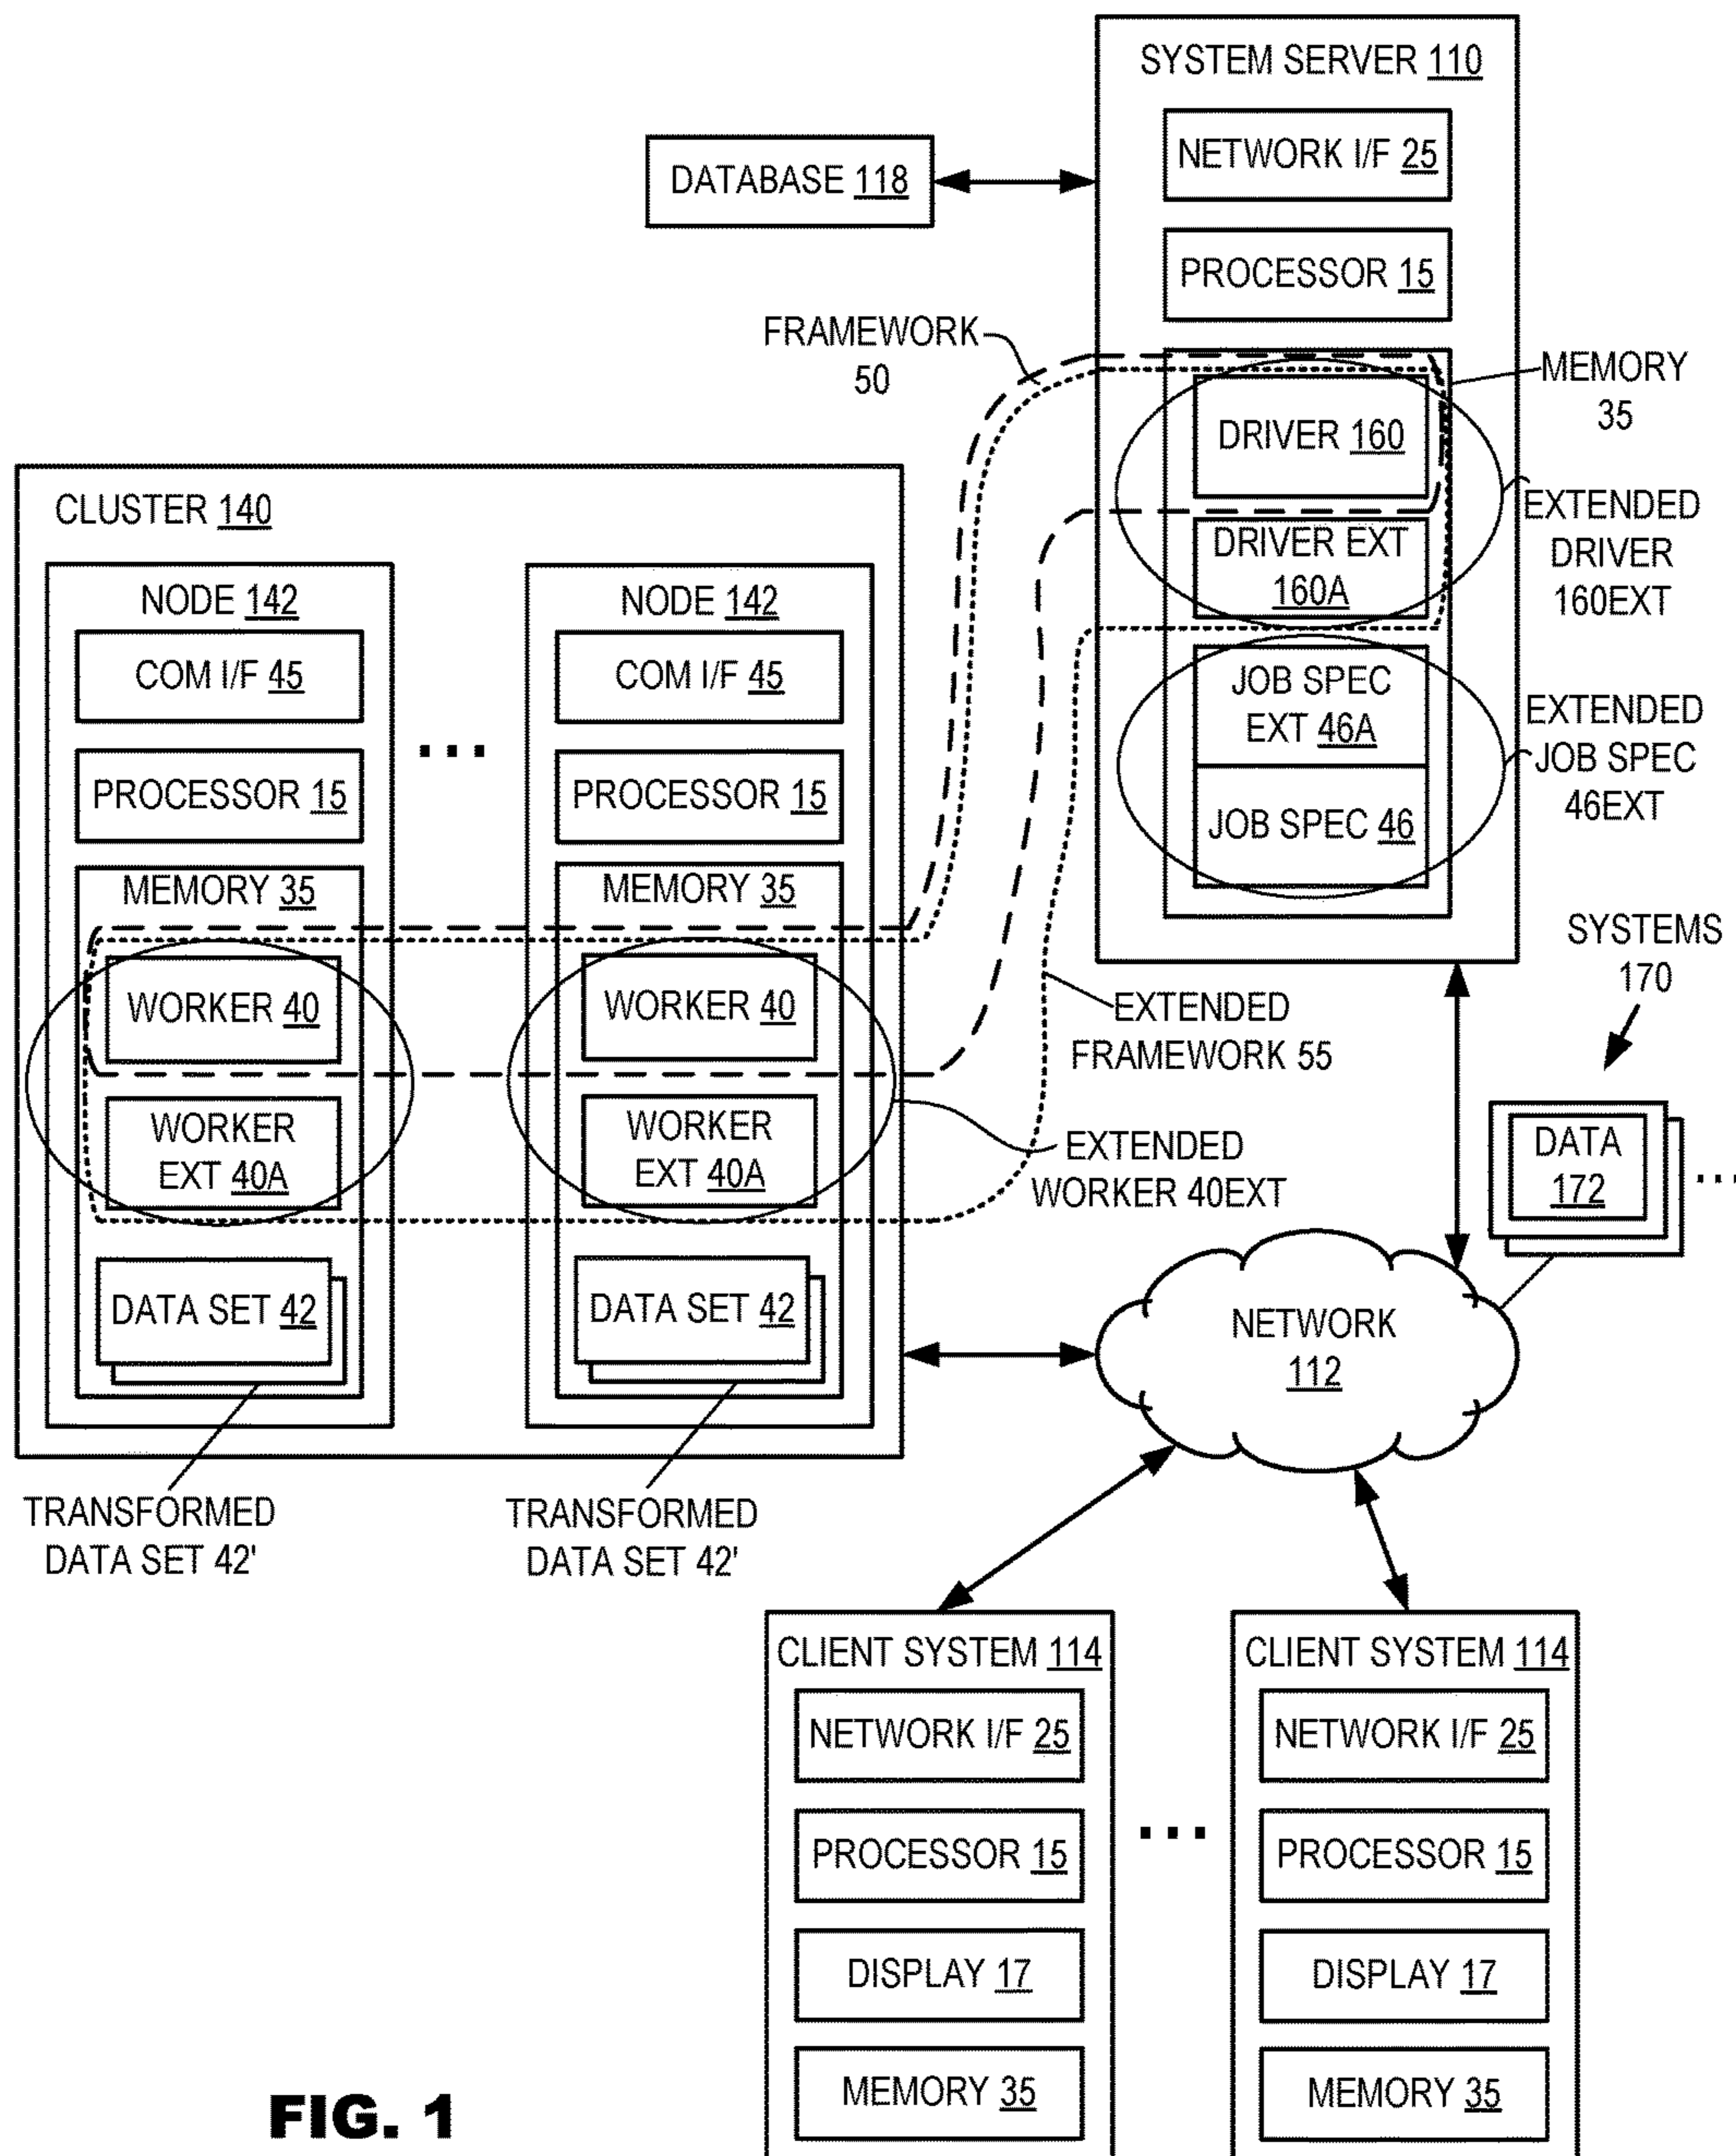 SYSTEM SERVER 110
NETWORK I/F 25
DATABASE 118
PROCESSOR 15
FRAMEWORK
50
MEMORY
35
DRIVER 160
EXTENDED
DRIVER
160EXT
DRIVER EXT
160A
JOB SPEC
EXT 46A
JOB SPEC 46
EXTENDED
JOB SPEC
46EXT
CLUSTER 140
NODE 142
COM I/F 45
PROCESSOR 15
MEMORY 35
WORKER 40
WORKER
EXT 40A
DATA SET 42
TRANSFORMED
DATA SET 42'
...
NODE 142
COM I/F 45
PROCESSOR 15
MEMORY 35
WORKER 40
WORKER
EXT 40A
DATA SET 42
TRANSFORMED
DATA SET 42'
EXTENDED
FRAMEWORK 55
EXTENDED
WORKER 40EXT
SYSTEMS
170
DATA
172
...
NETWORK
112
CLIENT SYSTEM 114
NETWORK I/F 25
PROCESSOR 15
DISPLAY 17
MEMORY 35
...
CLIENT SYSTEM 114
NETWORK I/F 25
PROCESSOR 15
DISPLAY 17
MEMORY 35
FIG. 1